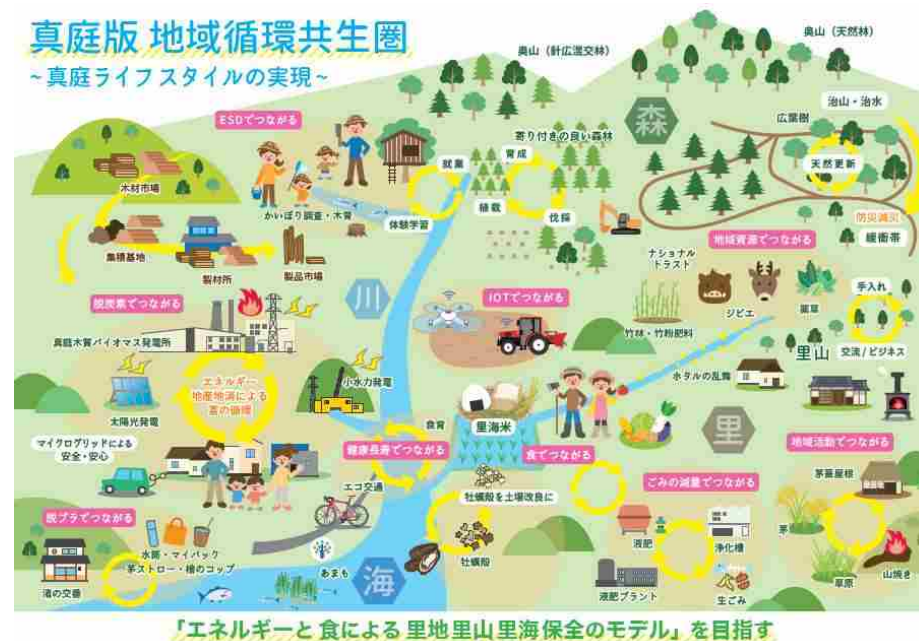 真庭版 地域循環共生圏
~真庭ライフスタイルの実現~
奥山（針広混交林）
奥山（天然林）
治山・治水
広葉樹
天然更新
防災減災
緩衝帯
森
ESDでつながる
木材市場
集積基地
製材所
製品市場
かいぼり調査・木育
体験学習
就業
寄り付きの良い森林
育成
植栽
伐採
地域資源でつながる
ナショナル
トラスト
ジビエ
薬草
竹林・竹粉肥料
手入れ
交流/ビジネス
里山
ホタルの乱舞
脱炭素でつながる
真庭木質バイオマス発電所
川
IOTでつながる
エネルギー
地産地消による
富の循環
太陽光発電
小水力発電
マイクログリッドによる
安全・安心
食育
健康長寿でつながる
里海米
食でつながる
里
地域活動でつながる
茅葺屋根
茅
草原
山焼き
エコ交通
牡蠣殻を土壌改良に
牡蠣殻
ごみの減量でつながる
液肥
浄化槽
液肥プラント
生ごみ
脱プラでつながる
水筒・マイバック
茅ストロー・檜のコップ
渚の交番
あまも
海
「エネルギーと食による 里地里山里海保全のモデル」を目指す